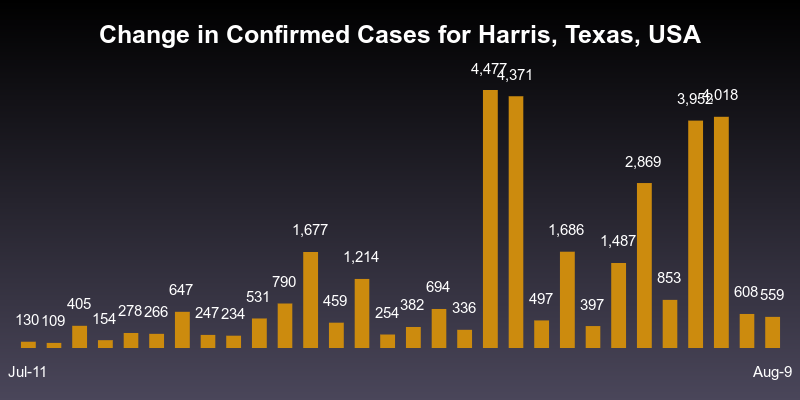 Change in Confirmed Cases for Harris, Texas, USA
130 109 405 154 278 266 647 247 234 531 790 1,677 459 1,214 254 382 694 336 4,477 4,371 497 1,686 397 1,487 2,869 853 3,952 4,018 608 559
Jul-11 Aug-9